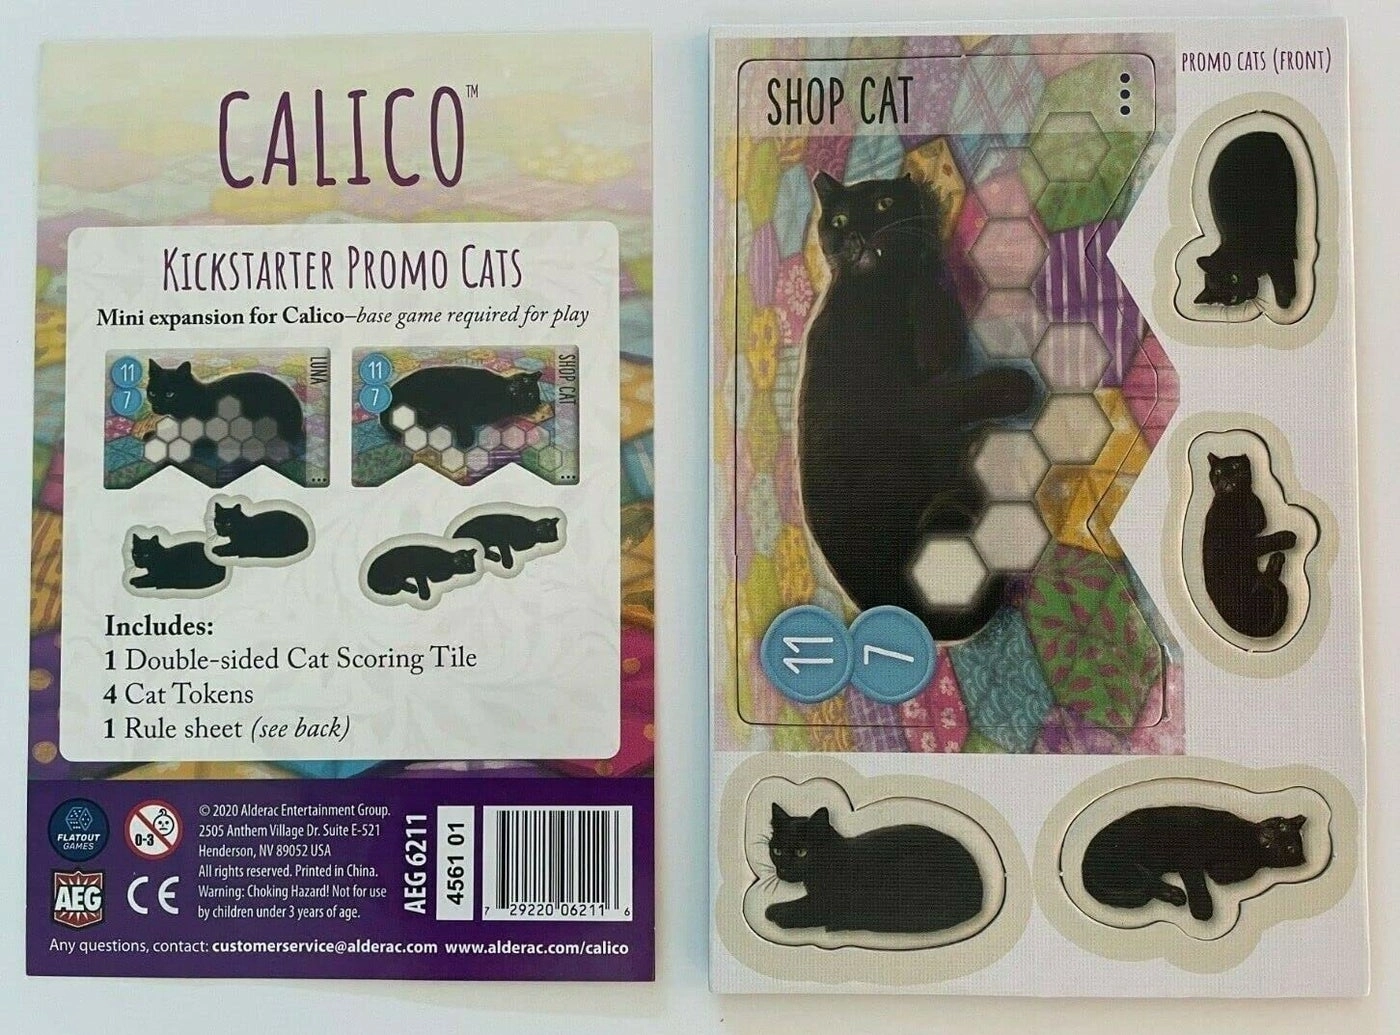 CALICO™
KICKSTARTER PROMO CATS
Mini expansion for Calico–base game required for play
11
7
LUNA
11
7
SHOP CAT
Includes:
1 Double-sided Cat Scoring Tile
4 Cat Tokens
1 Rule sheet (see back)
FLATOUT
GAMES
0-3
AEG
CE
© 2020 Alderac Entertainment Group.
2505 Anthem Village Dr. Suite E-521
Henderson, NV 89052 USA
All rights reserved. Printed in China.
Warning: Choking Hazard! Not for use
by children under 3 years of age.
AEG 6211
4561 01
7 29220 06211 6
Any questions, contact: customerservice@alderac.com www.alderac.com/calico
PROMO CATS (FRONT)
SHOP CAT
11
7